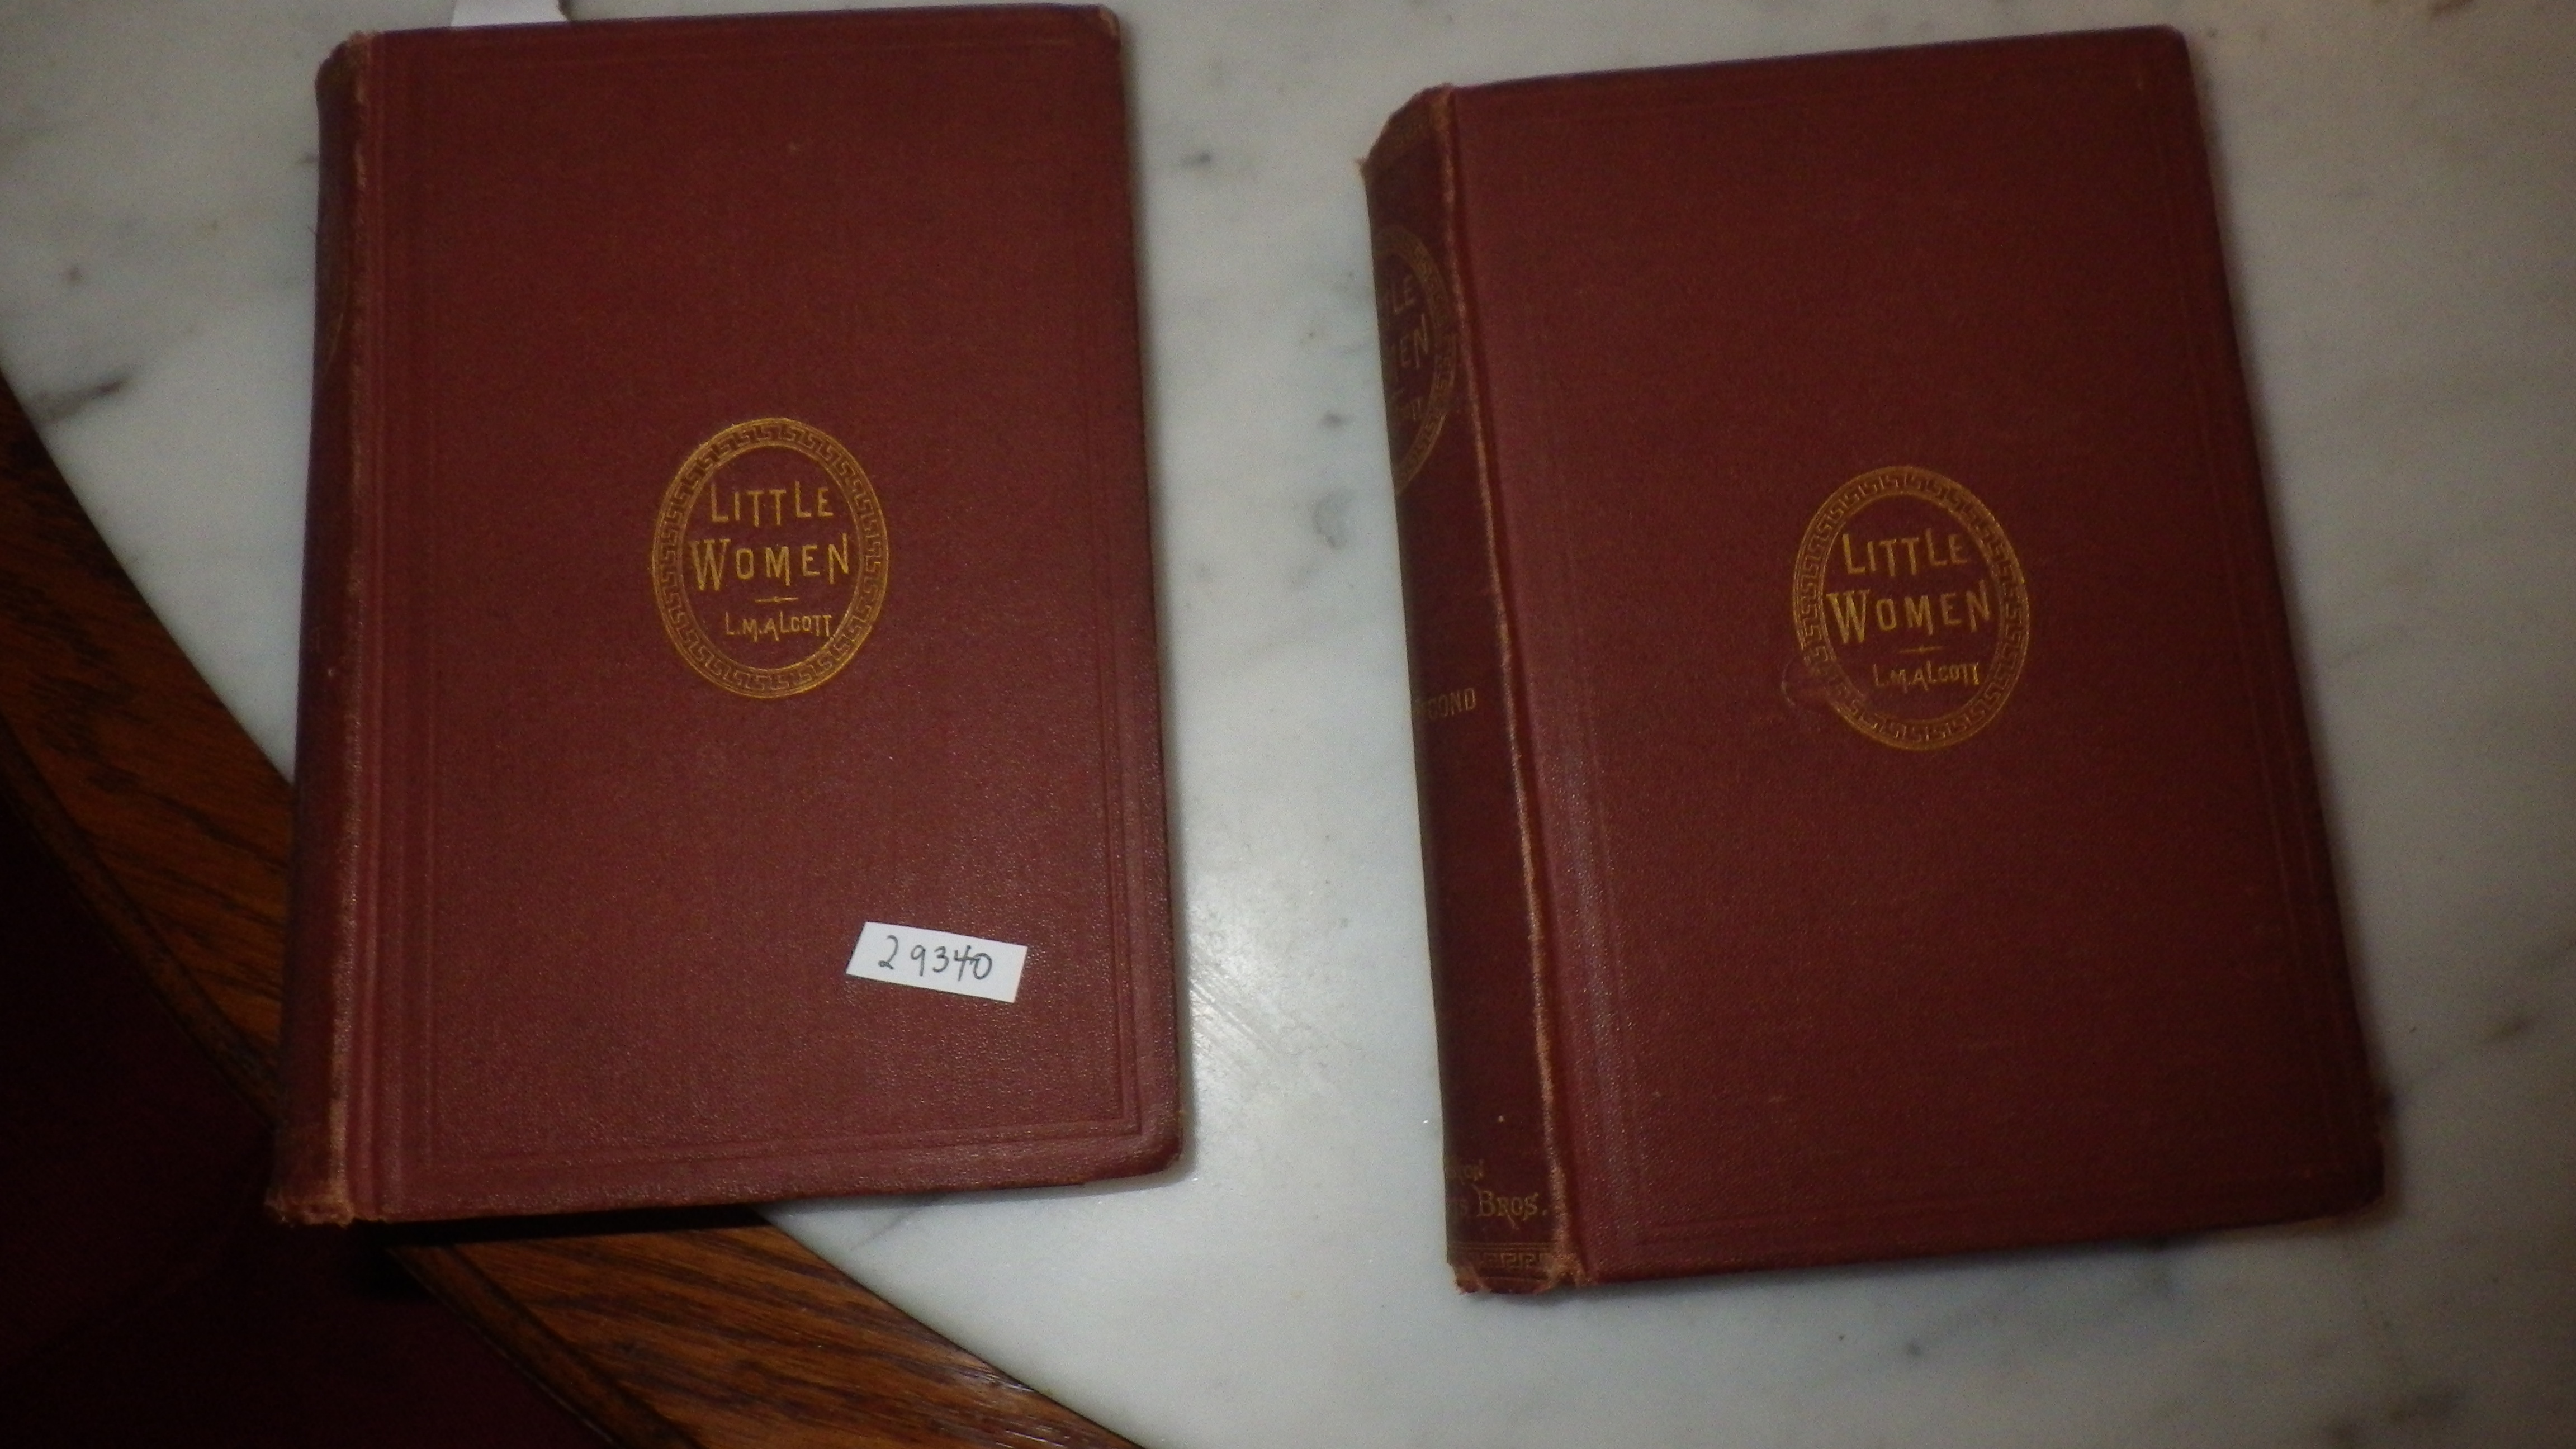 LITTLE
WOMEN
L.M.ALCOTT
29340
LITTLE
WOMEN
L.M.ALCOTT
BROS.